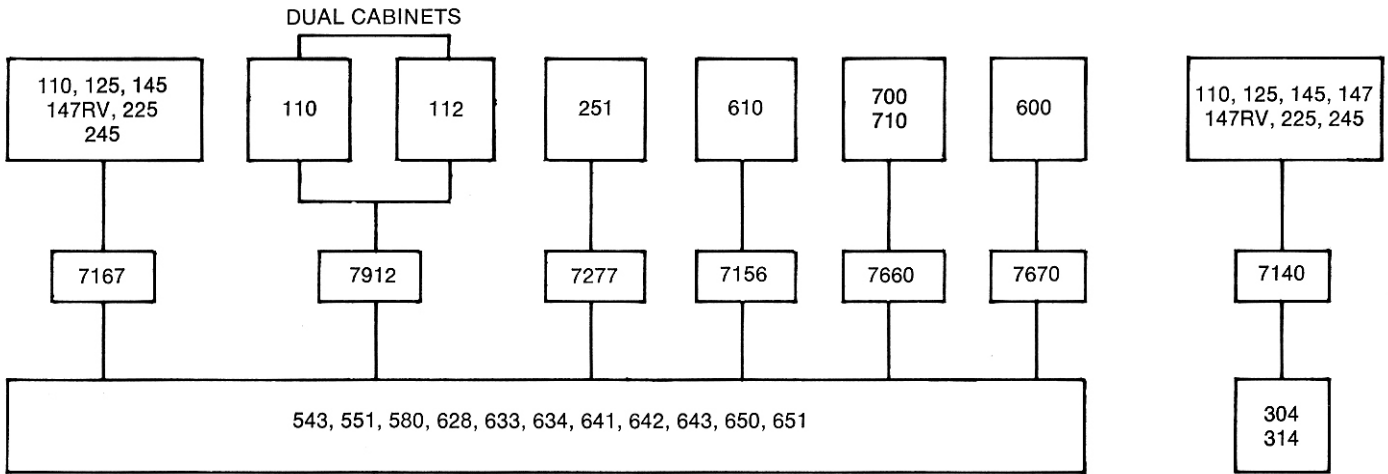 DUAL CABINETS
110, 125, 145
147RV, 225
245
110
112
251
610
700
710
600
110, 125, 145, 147
147RV, 225, 245
7167
7912
7277
7156
7660
7670
7140
543, 551, 580, 628, 633, 634, 641, 642, 643, 650, 651
304
314